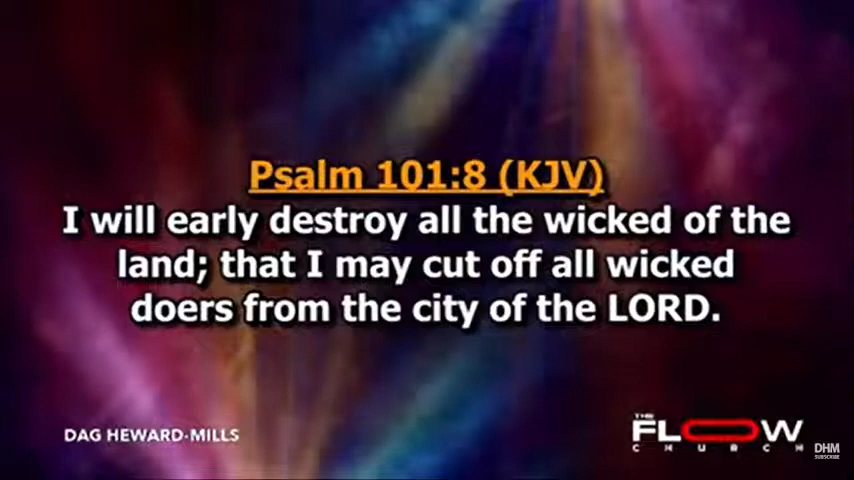 Psalm 101:8 (KJV)
I will early destroy all the wicked of the
land; that I may cut off all wicked
doers from the city of the LORD.
DAG HEWARD-MILLS
THE
FLOW
CHURCH
DHM
SUBSCRIBE